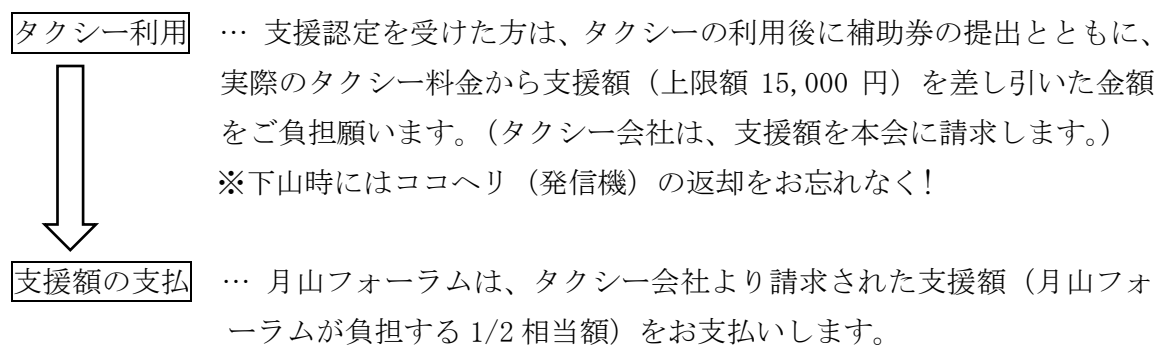 タクシー利用 … 支援認定を受けた方は、タクシーの利用後に補助券の提出とともに、
実際のタクシー料金から支援額（上限額 15,000 円）を差し引いた金額
をご負担願います。（タクシー会社は、支援額を本会に請求します。）
※下山時にはココヘリ（発信機）の返却をお忘れなく！
支援額の支払 … 月山フォーラムは、タクシー会社より請求された支援額（月山フォ
ーラムが負担する 1/2 相当額）をお支払いします。